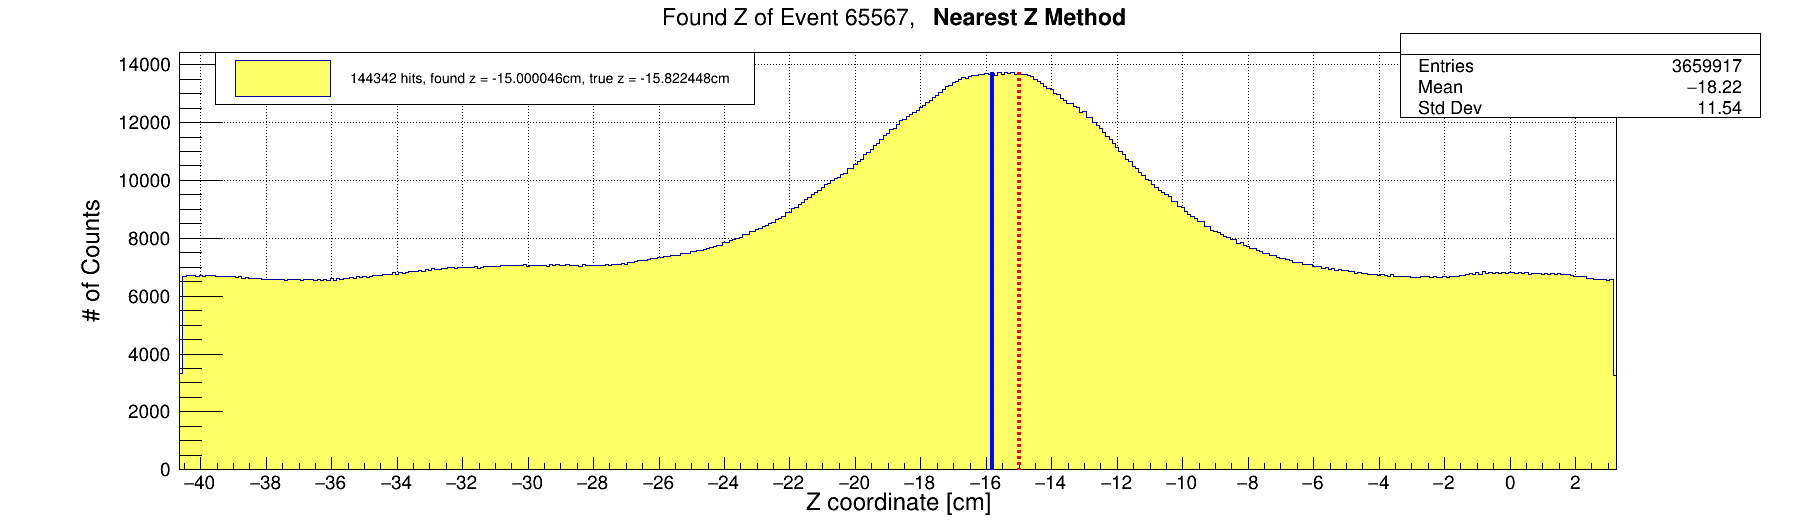 Found Z of Event 65567, Nearest Z Method
144342 hits, found z = -15.000046cm, true z = -15.822448cm
Entries 3659917
Mean −18.22
Std Dev 11.54
# of Counts
14000
12000
10000
8000
6000
4000
2000
0
−40 −38 −36 −34 −32 −30 −28 −26 −24 −22 −20 −18 −16 −14 −12 −10 −8 −6 −4 −2 0 2
Z coordinate [cm]